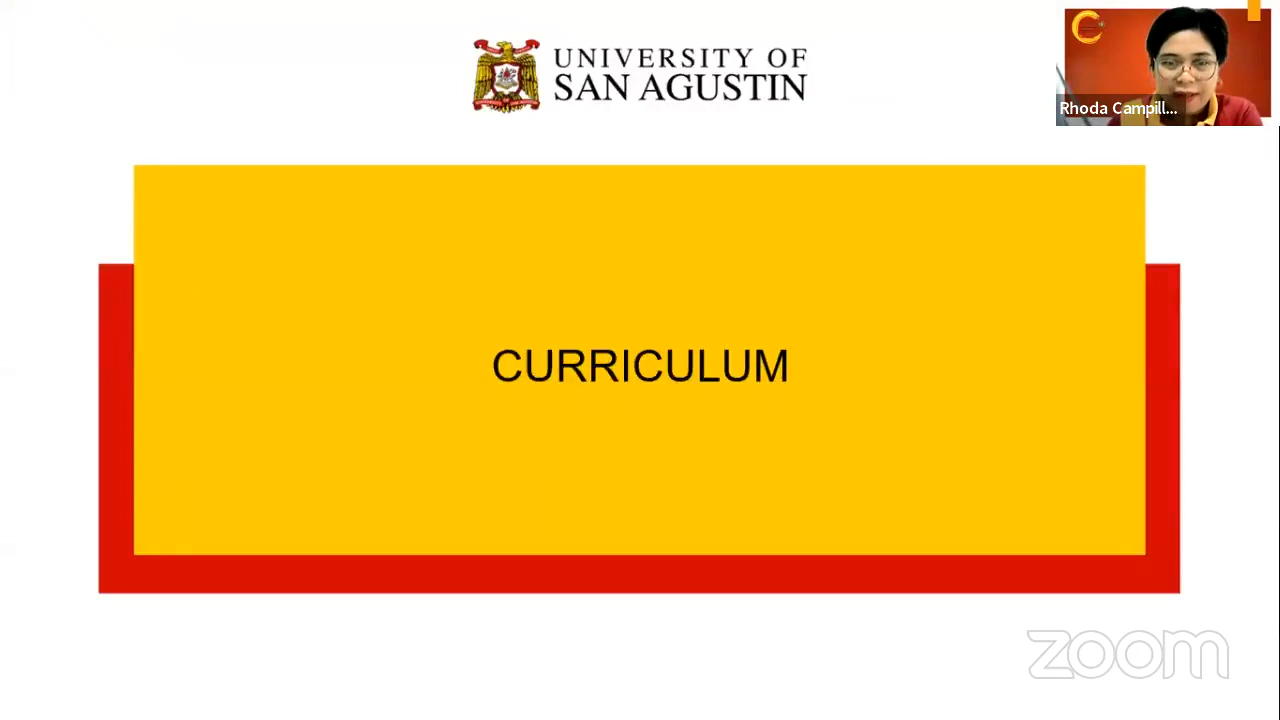 UNIVERSITY OF
SAN AGUSTIN
Rhoda Campill...
CURRICULUM
zoom